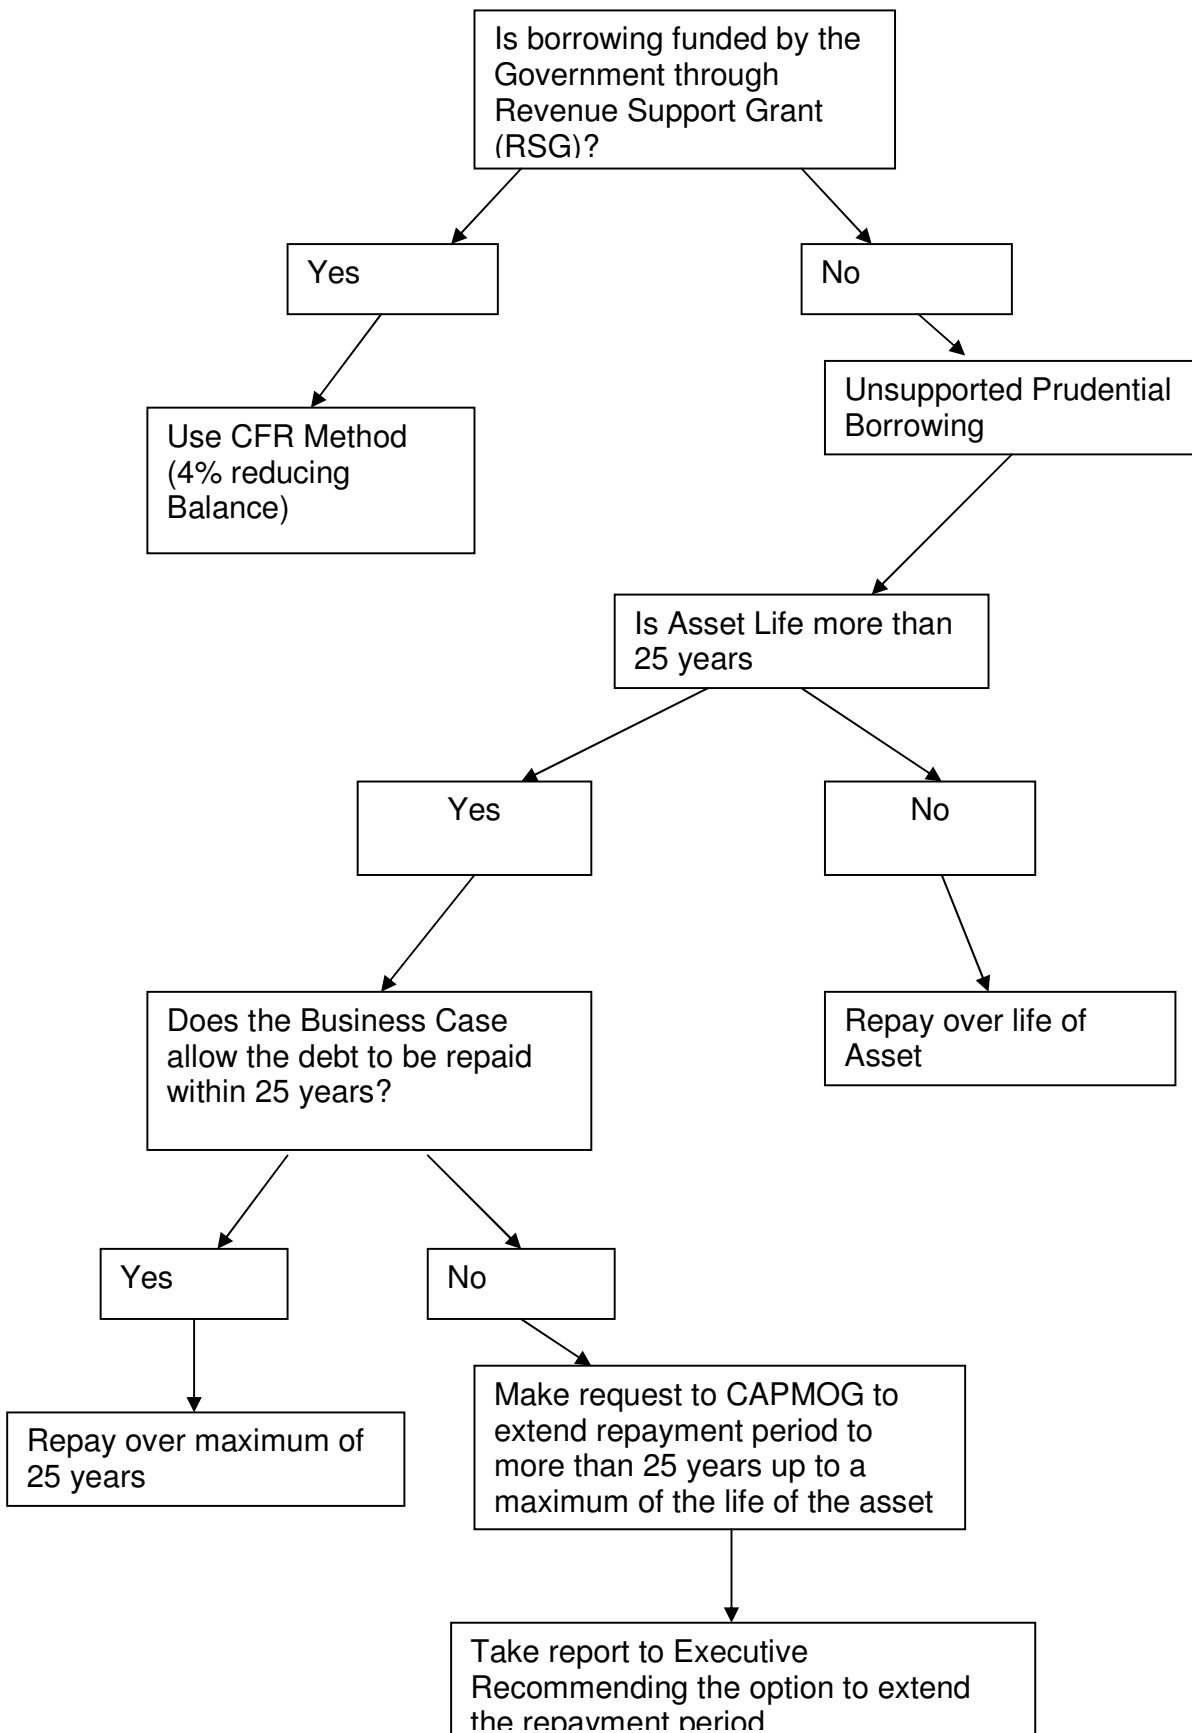 Is borrowing funded by the
Government through
Revenue Support Grant
(RSG)?
Yes
No
Unsupported Prudential
Borrowing
Use CFR Method
(4% reducing
Balance)
Is Asset Life more than
25 years
Yes
No
Does the Business Case
allow the debt to be repaid
within 25 years?
Repay over life of
Asset
Yes
No
Make request to CAPMOG to
extend repayment period to
more than 25 years up to a
maximum of the life of the asset
Repay over maximum of
25 years
Take report to Executive
Recommending the option to extend
the repayment period